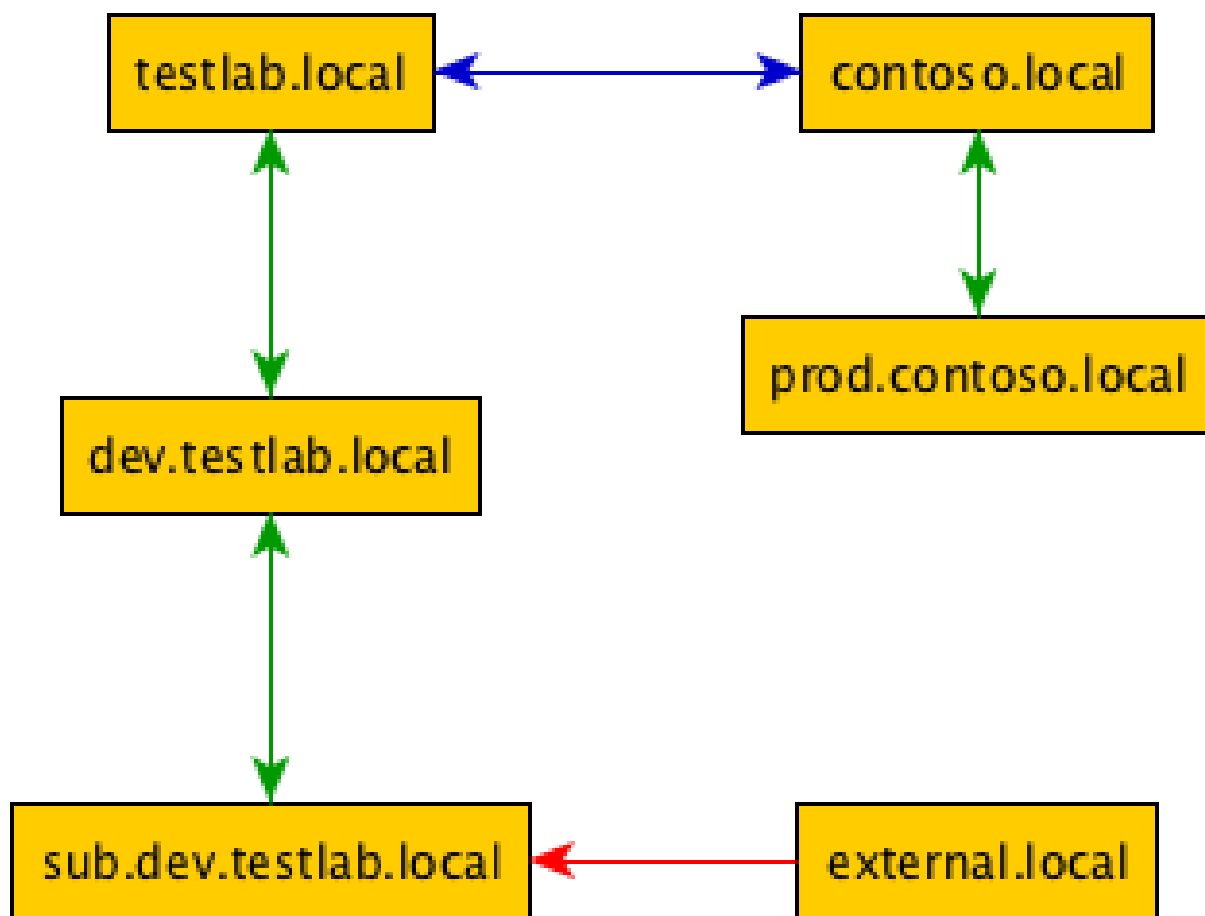 testlab.local
contoso.local
prod.contoso.local
dev.testlab.local
sub.dev.testlab.local
external.local